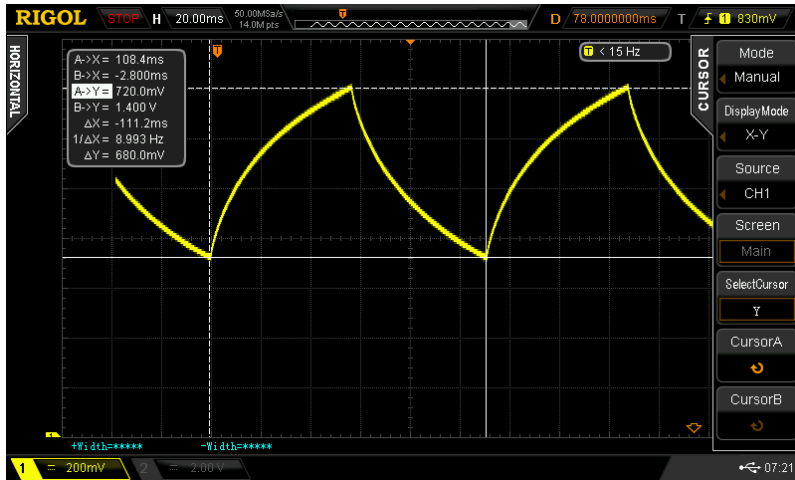 RIGOL STOP H 20.00ms 50.00MSa/s D 78.0000000ms T 1 830mV
14.0M pts
T
HORIZONTAL
A->X= 108.4ms
B->X= -2.800ms
A->Y= 720.0mV
B->Y= 1.400 V
ΔX= -111.2ms
1/ΔX= 8.993 Hz
ΔY= 680.0mV
T
T < 15 Hz
CURSOR
Mode
Manual
DisplayMode
X-Y
Source
CH1
Screen
Main
SelectCursor
Y
CursorA
CursorB
1
+Width=***** -Width=*****
1 = 200mV 2 = 2.00 V 07:21